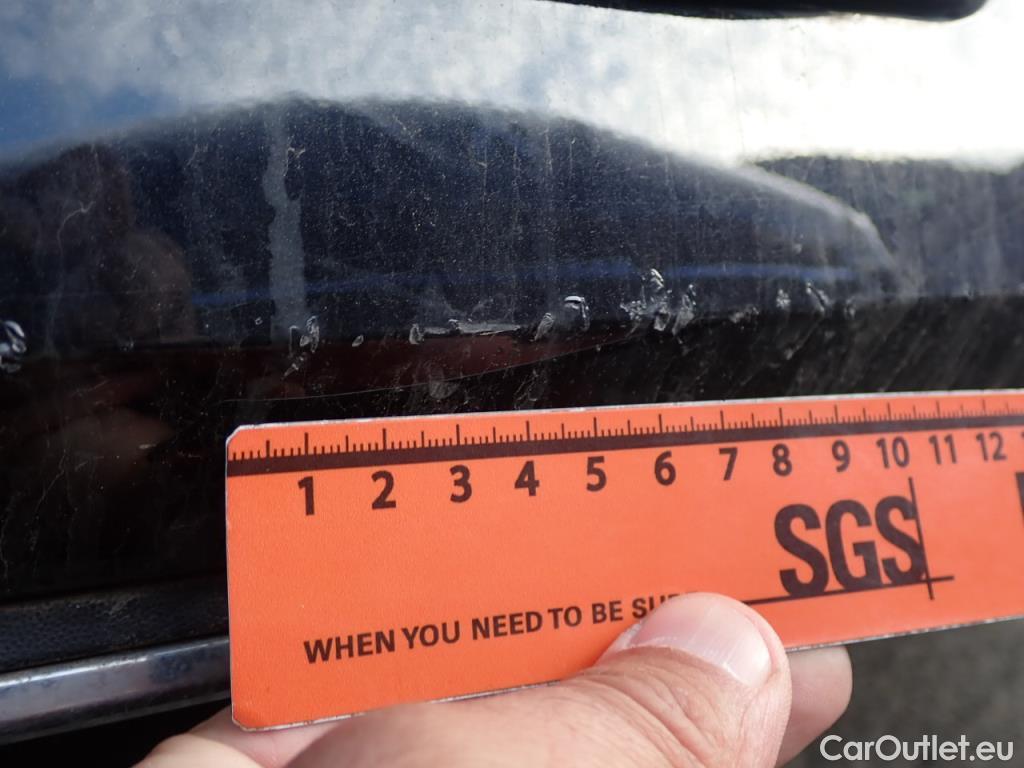 1 2 3 4 5 6 7 8 9 10 11 12
SGS
WHEN YOU NEED TO BE
CarOutlet.eu